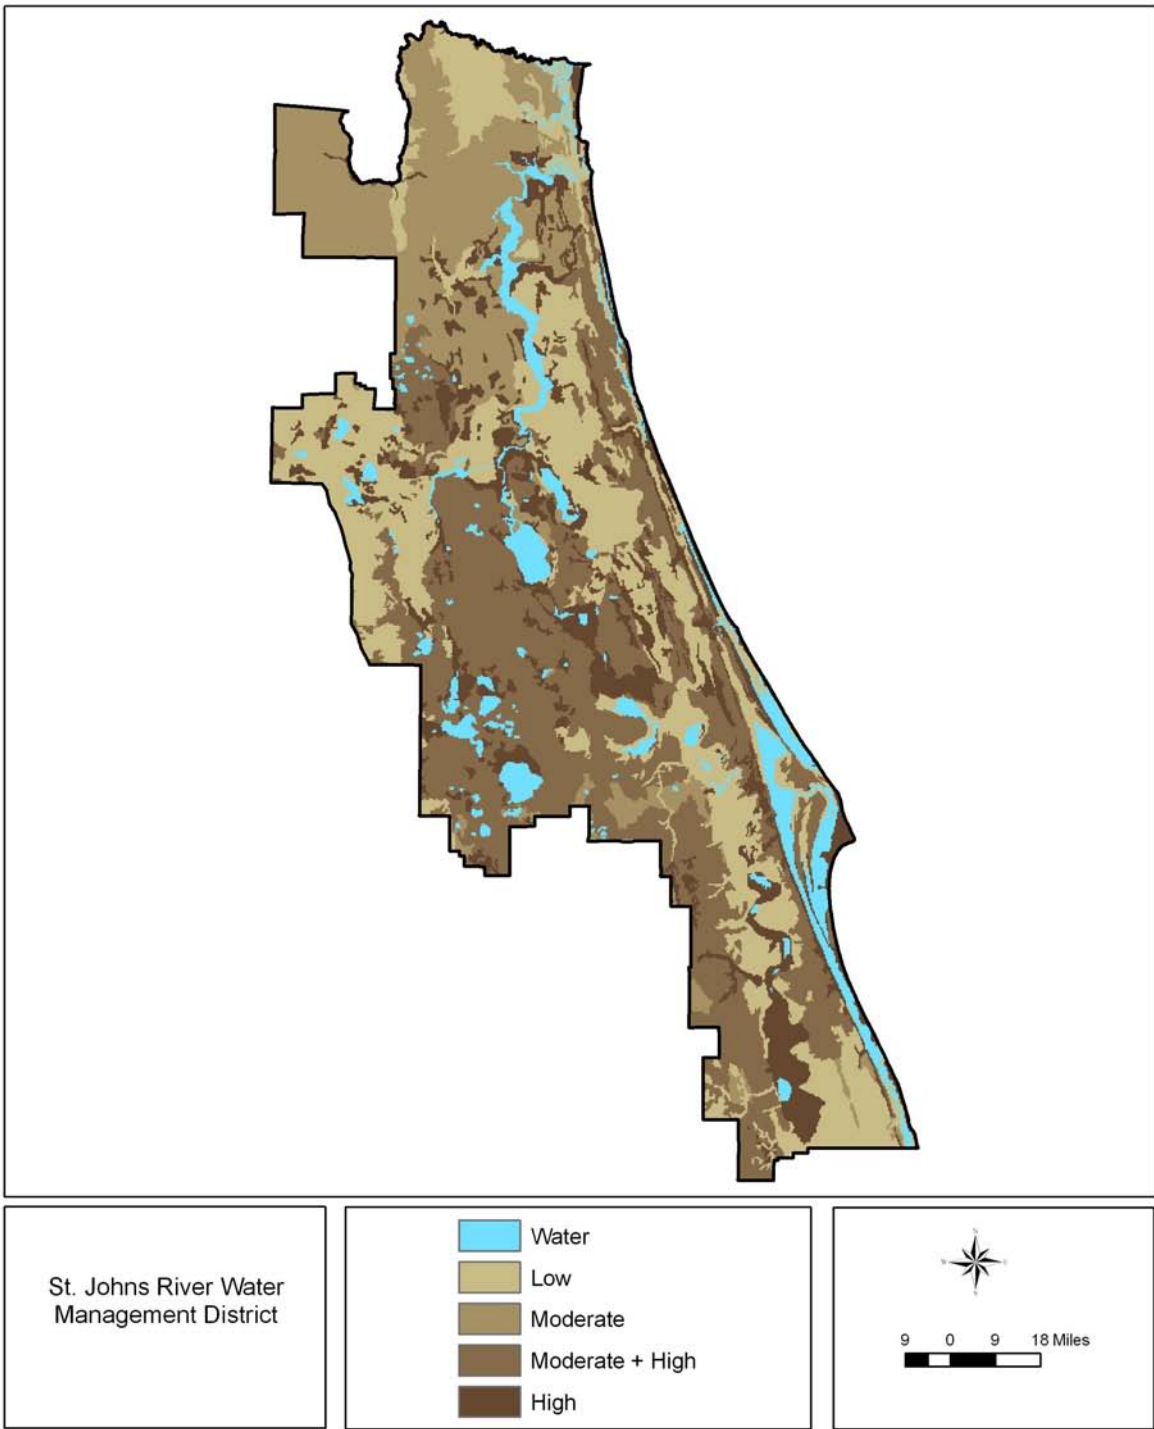 St. Johns River Water
Management District
Water
Low
Moderate
Moderate + High
High
N
W
E
S
9 0 9 18 Miles